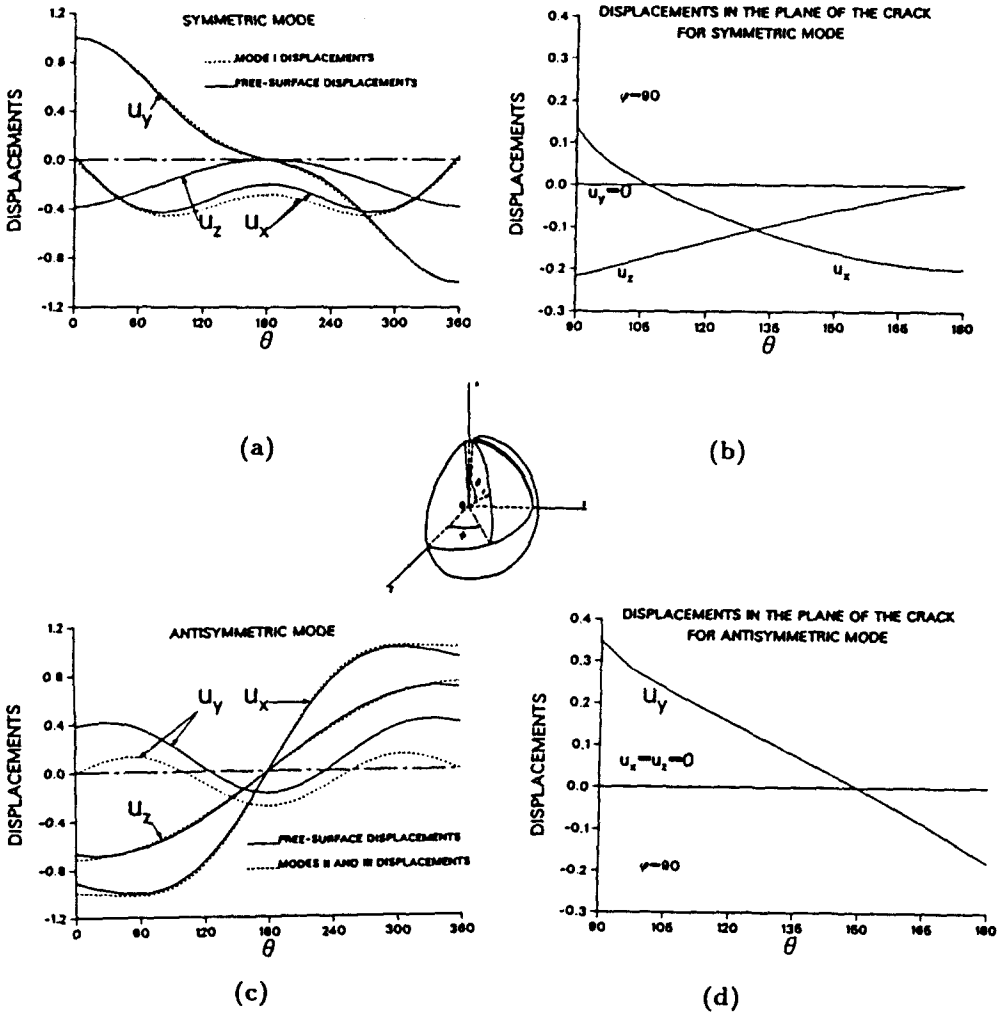 SYMMETRIC MODE
MODE I DISPLACEMENTS
FREE-SURFACE DISPLACEMENTS
DISPLACEMENTS
1.2
0.8
0.4
0.0
-0.4
-0.8
-1.2
u_y
u_z
u_x
0 60 120 180 240 300 360
θ
(a)
DISPLACEMENTS IN THE PLANE OF THE CRACK
FOR SYMMETRIC MODE
φ=90
DISPLACEMENTS
0.4
0.3
0.2
0.1
0.0
-0.1
-0.2
-0.3
u_y=0
u_z
u_x
90 105 120 135 150 165 180
θ
(b)
ANTISYMMETRIC MODE
DISPLACEMENTS
1.2
0.8
0.4
0.0
-0.4
-0.8
-1.2
u_y u_x
u_z
FREE-SURFACE DISPLACEMENTS
MODES II AND III DISPLACEMENTS
0 60 120 180 240 300 360
θ
(c)
DISPLACEMENTS IN THE PLANE OF THE CRACK
FOR ANTISYMMETRIC MODE
DISPLACEMENTS
0.4
0.3
0.2
0.1
0.0
-0.1
-0.2
-0.3
u_y
u_x=u_z=0
φ=90
90 105 120 135 150 165 180
θ
(d)